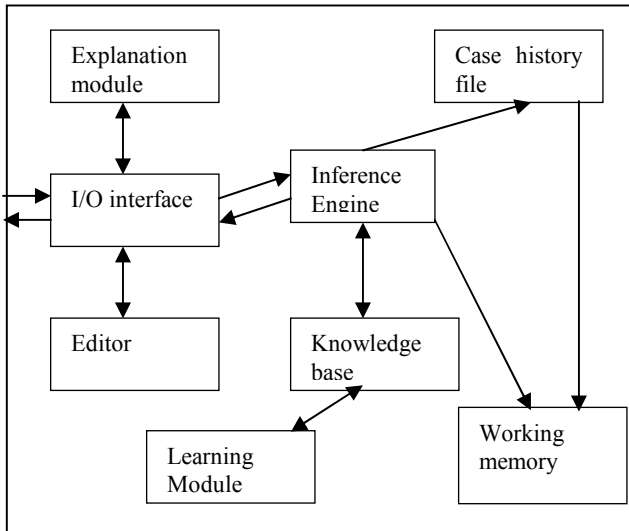 Explanation
module
Case history
file
I/O interface
Inference
Engine
Editor
Knowledge
base
Learning
Module
Working
memory